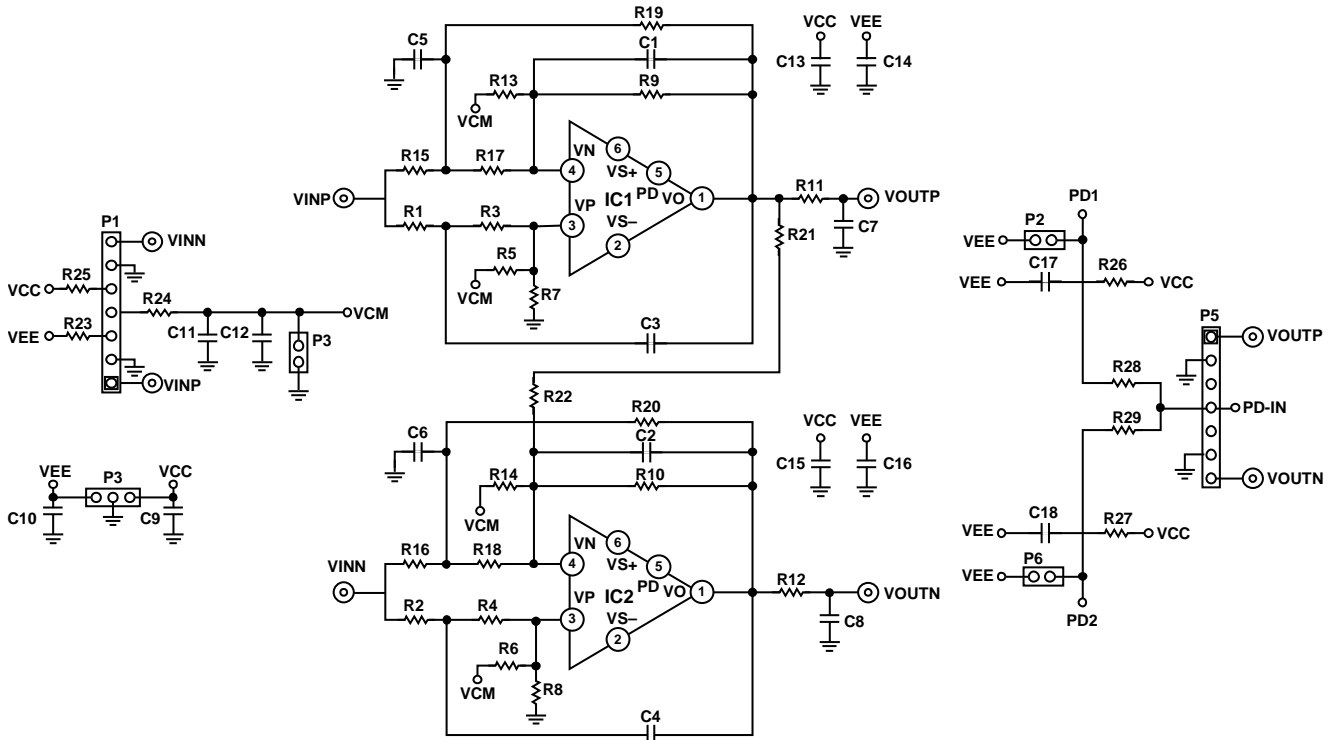 R19
VCC VEE
C5
C1
C13
C14
R13
R9
VCM
R15
R17
VN
4
6
VS+
5
PD
VINP
IC1
VO
1
R11
VOUTP
VP
R1
R3
3
VS–
2
C7
R21
R5
VCM
R7
C3
P1
VINN
R25
VCC
R24
VCM
R23
VEE
C11
C12
P3
VINP
PD1
P2
VEE
C17
R26
VEE
VCC
P5
VOUTP
R28
PD-IN
R29
VOUTN
C18
R27
VEE
VCC
P6
VEE
PD2
R22
R20
VCC VEE
C6
C2
C15
C16
R14
R10
VCM
VEE
P3
VCC
C10
C9
R16
R18
VN
4
6
VS+
5
PD
VINN
IC2
VO
1
R12
VOUTN
VP
R2
R4
3
VS–
2
C8
R6
VCM
R8
C4